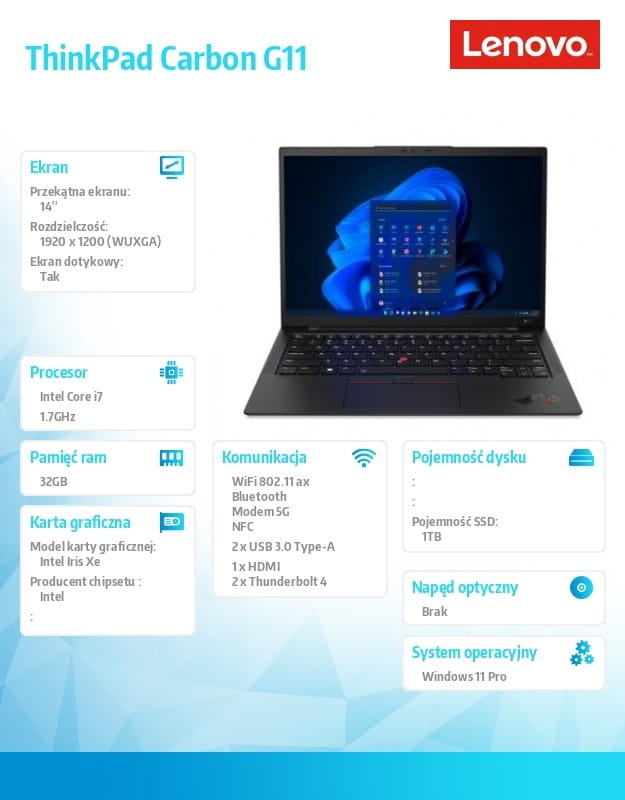 ThinkPad Carbon G11
Lenovo
Ekran
Przekątna ekranu:
14"
Rozdzielczość:
1920 x 1200 (WUXGA)
Ekran dotykowy:
Tak
Procesor
Intel Core i7
1.7GHz
Pamięć ram
32GB
Karta graficzna
Model karty graficznej:
Intel Iris Xe
Producent chipsetu :
Intel
:
Komunikacja
WiFi 802.11 ax
Bluetooth
Modem 5G
NFC
2 x USB 3.0 Type-A
1 x HDMI
2 x Thunderbolt 4
Pojemność dysku
:
:
Pojemność SSD:
1TB
Napęd optyczny
Brak
System operacyjny
Windows 11 Pro